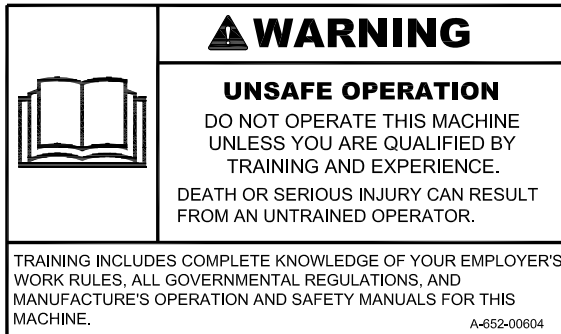 WARNING
UNSAFE OPERATION
DO NOT OPERATE THIS MACHINE
UNLESS YOU ARE QUALIFIED BY
TRAINING AND EXPERIENCE.
DEATH OR SERIOUS INJURY CAN RESULT
FROM AN UNTRAINED OPERATOR.
TRAINING INCLUDES COMPLETE KNOWLEDGE OF YOUR EMPLOYER'S
WORK RULES, ALL GOVERNMENTAL REGULATIONS, AND
MANUFACTURE'S OPERATION AND SAFETY MANUALS FOR THIS
MACHINE.
A-652-00604